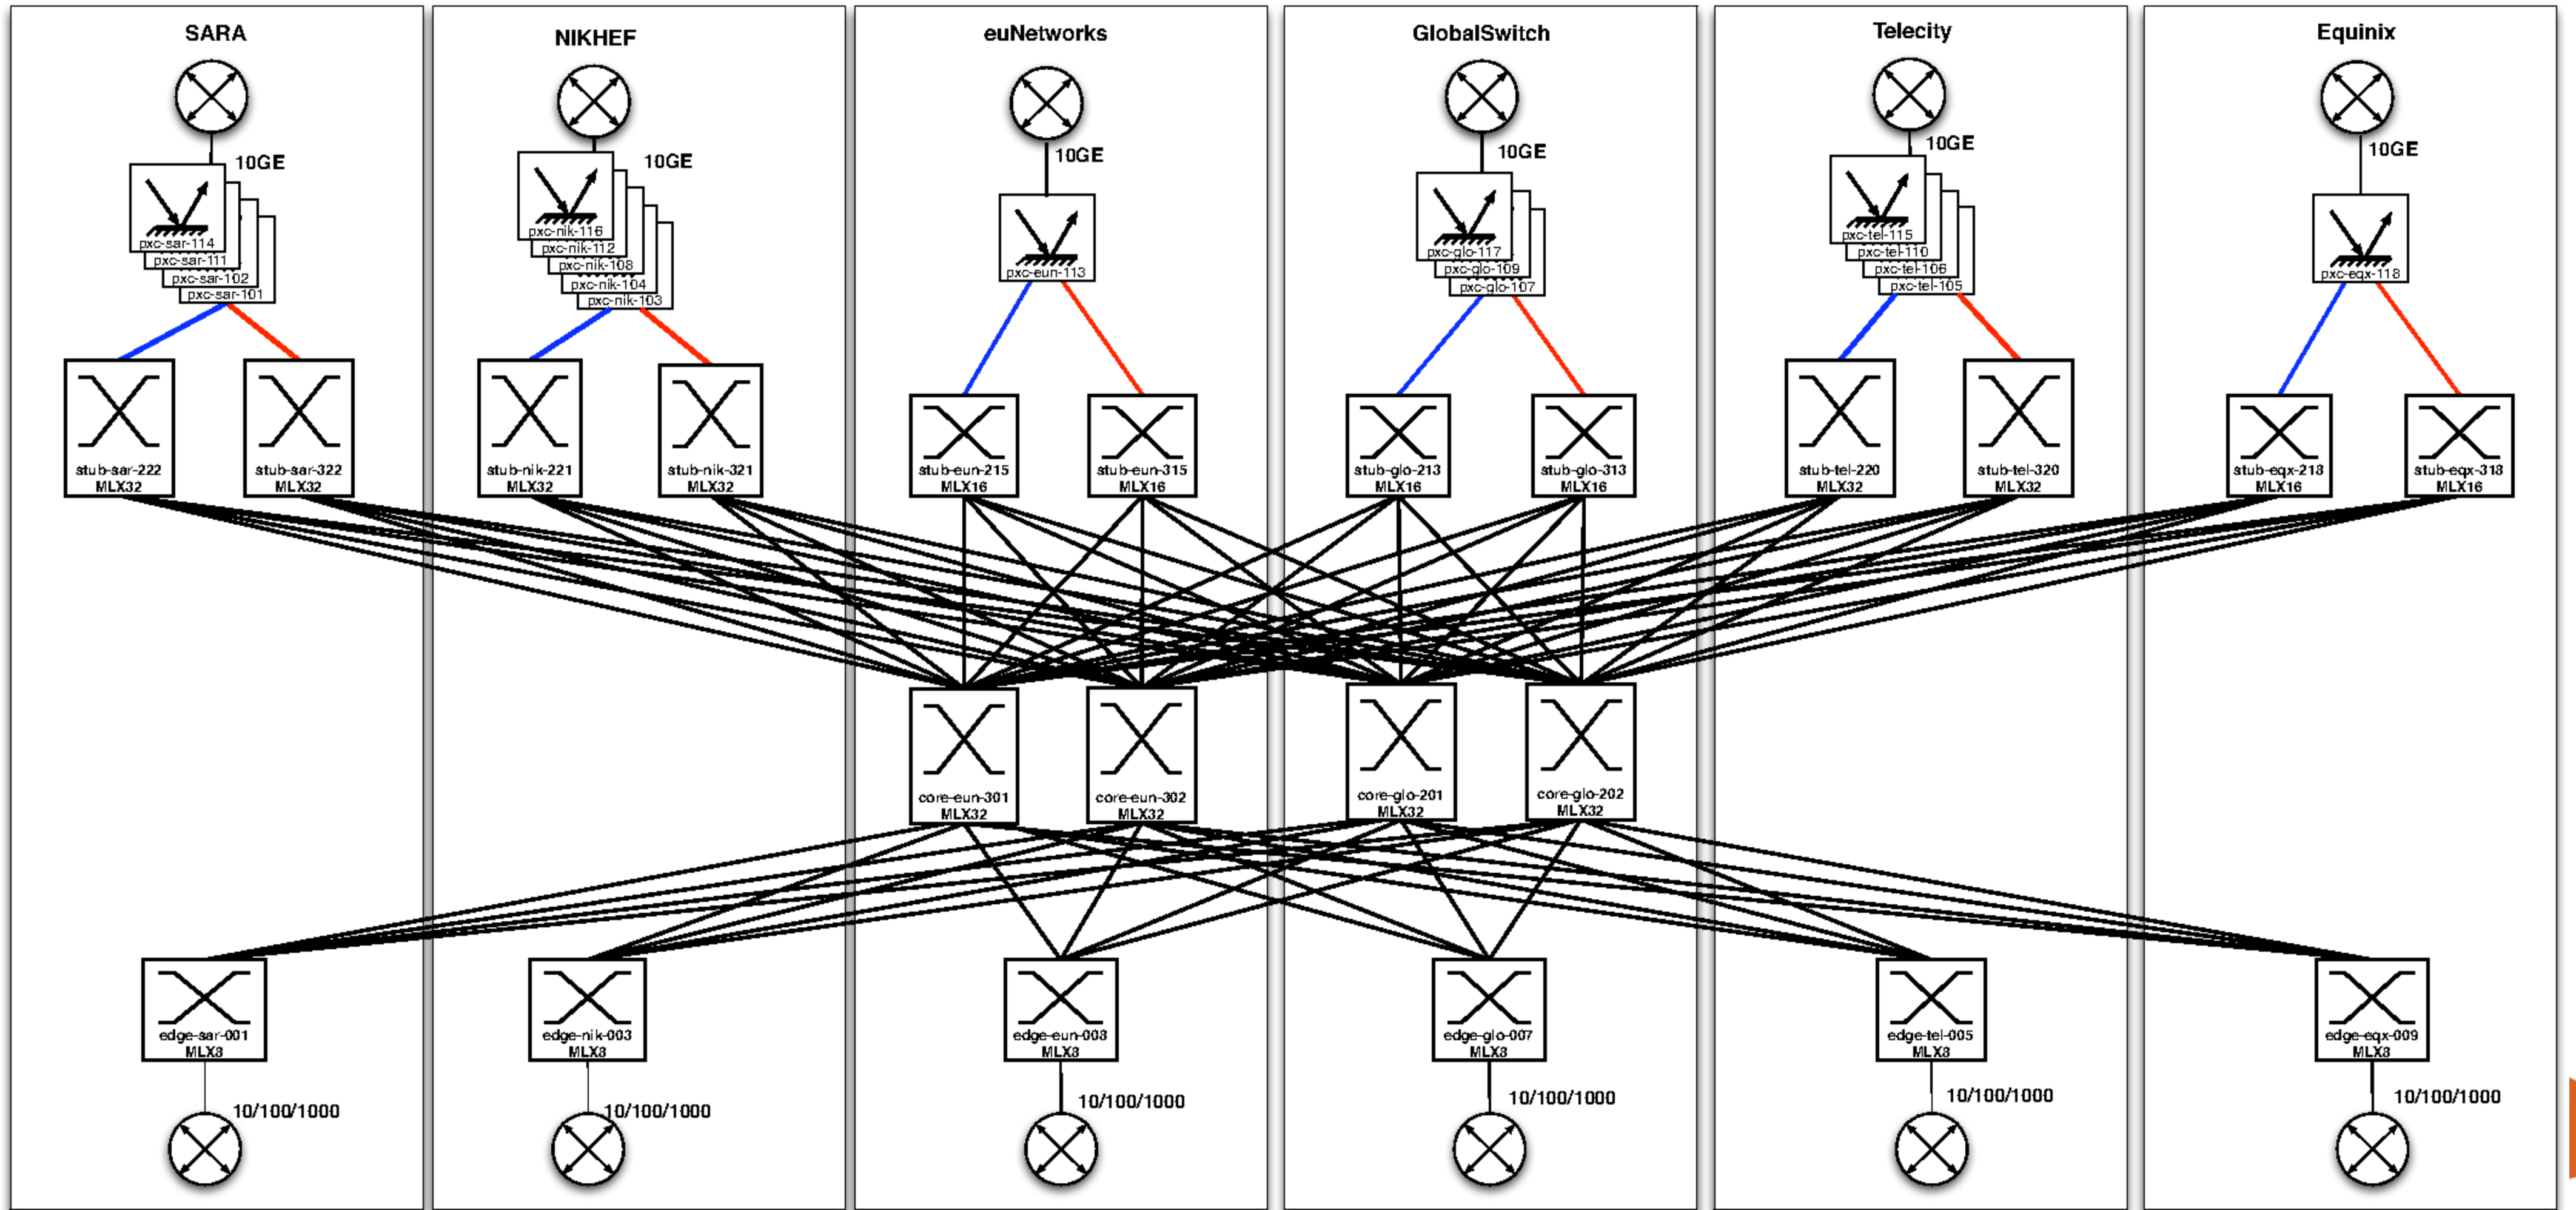 SARA
NIKHEF
euNetworks
GlobalSwitch
Telecity
Equinix
10GE
10GE
10GE
10GE
10GE
10GE
pxc-sar-114
pxc-sar-111
pxc-sar-102
pxc-sar-101
pxc-nik-116
pxc-nik-112
pxc-nik-108
pxc-nik-104
pxc-nik-103
pxc-eun-113
pxc-glo-117
pxc-glo-109
pxc-glo-107
pxc-tel-115
pxc-tel-110
pxc-tel-106
pxc-tel-105
pxc-eqx-118
stub-sar-222
MLX32
stub-sar-322
MLX32
stub-nik-221
MLX32
stub-nik-321
MLX32
stub-eun-215
MLX16
stub-eun-315
MLX16
stub-glo-213
MLX16
stub-glo-313
MLX16
stub-tel-220
MLX32
stub-tel-320
MLX32
stub-eqx-218
MLX16
stub-eqx-318
MLX16
core-eun-301
MLX32
core-eun-302
MLX32
core-glo-201
MLX32
core-glo-202
MLX32
edge-sar-001
MLX8
edge-nik-003
MLX8
edge-eun-008
MLX8
edge-glo-007
MLX8
edge-tel-005
MLX8
edge-eqx-009
MLX8
10/100/1000
10/100/1000
10/100/1000
10/100/1000
10/100/1000
10/100/1000